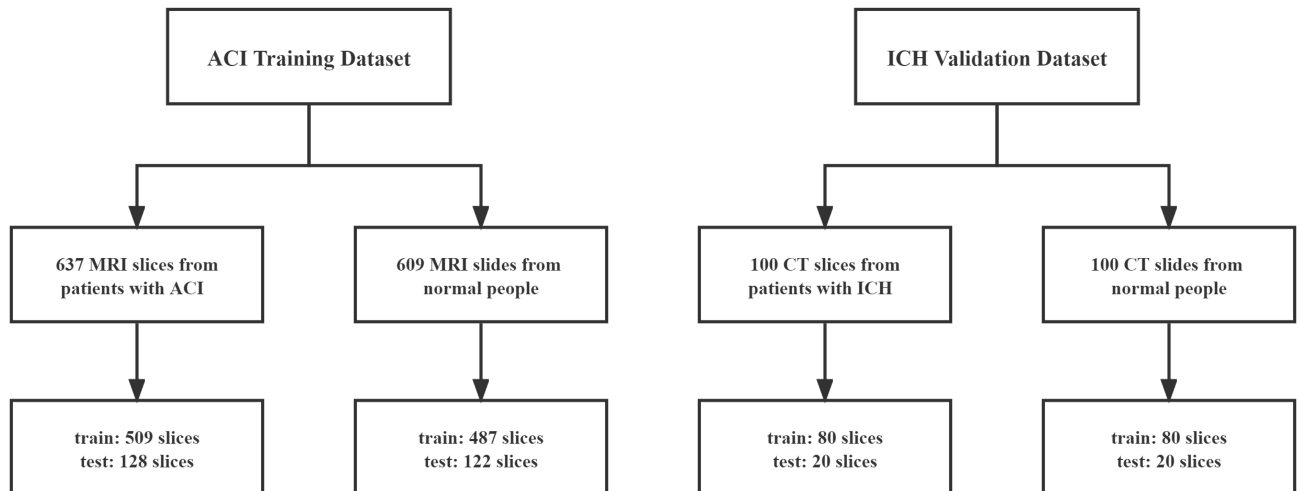 ACI Training Dataset
ICH Validation Dataset
637 MRI slices from
patients with ACI
609 MRI slides from
normal people
100 CT slices from
patients with ICH
100 CT slides from
normal people
train: 509 slices
test: 128 slices
train: 487 slices
test: 122 slices
train: 80 slices
test: 20 slices
train: 80 slices
test: 20 slices